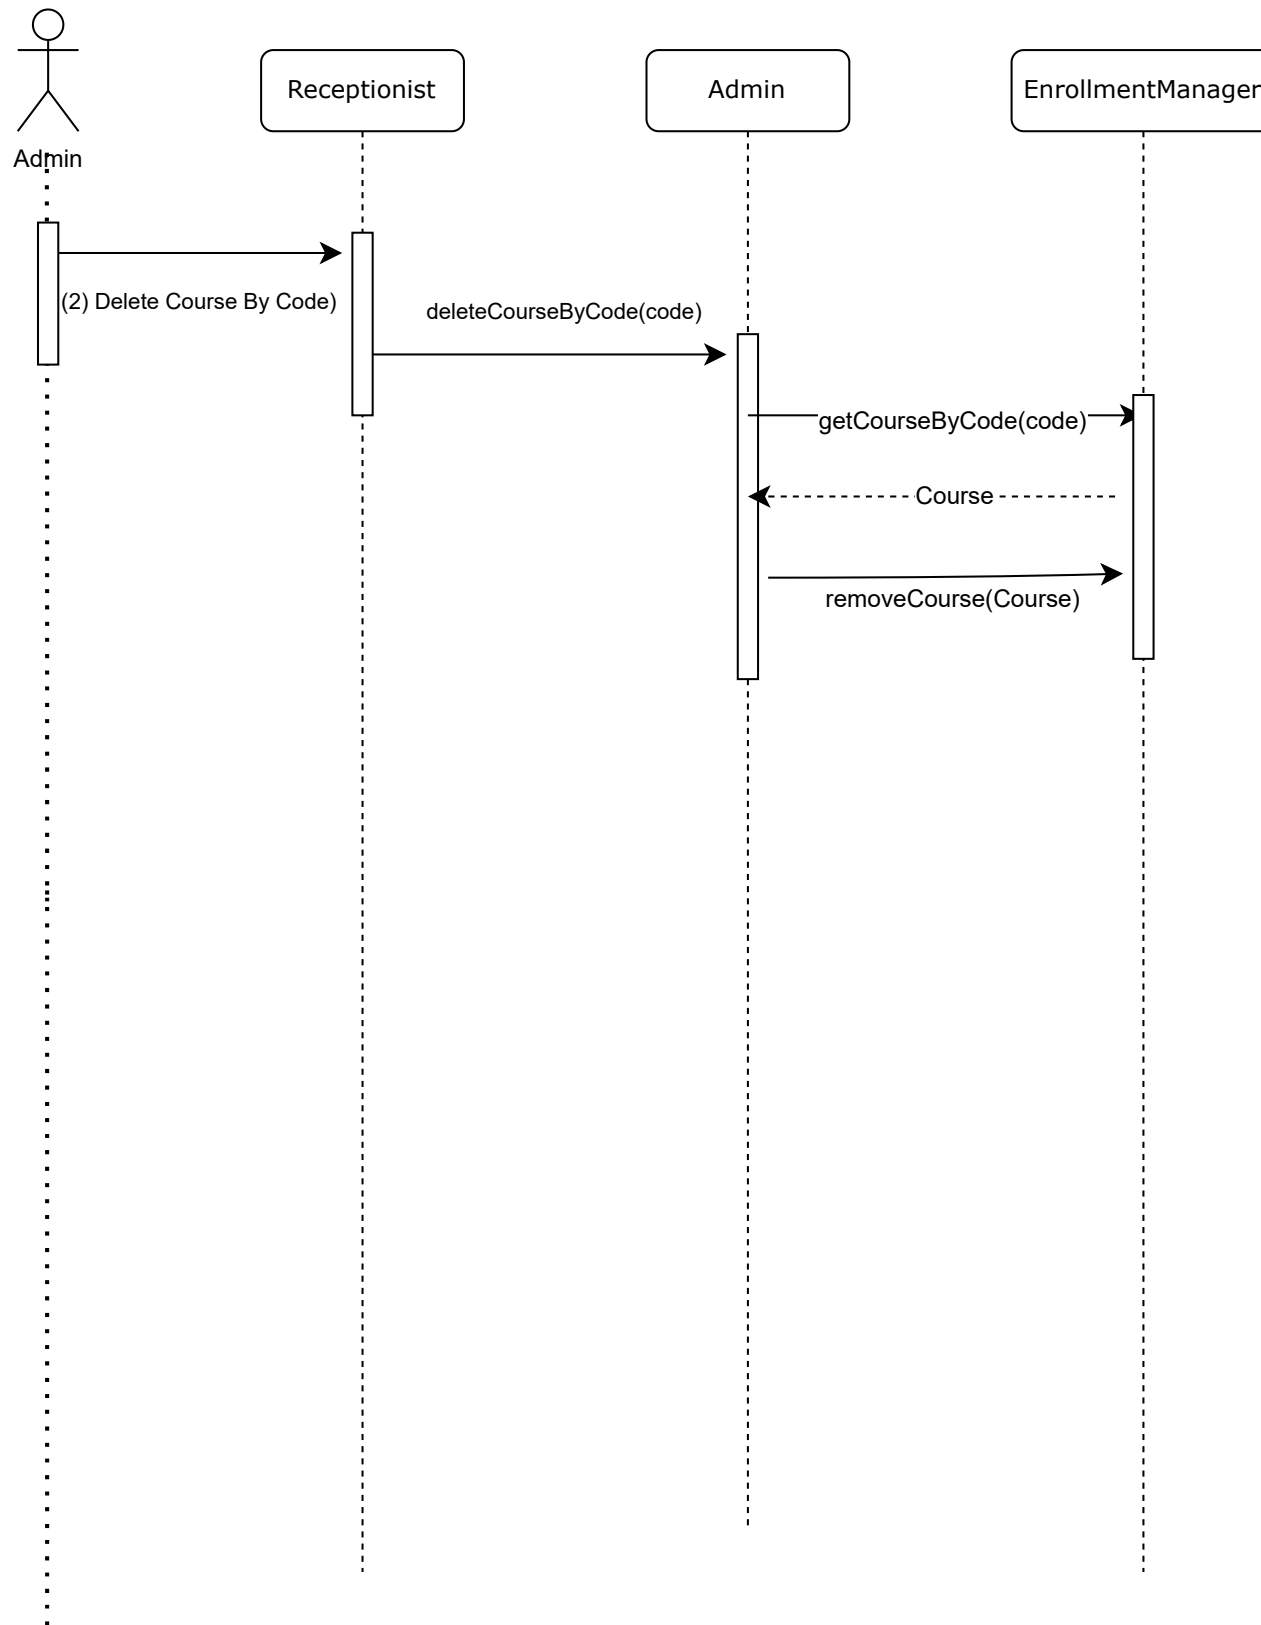 Admin
Receptionist
Admin
EnrollmentManager
(2) Delete Course By Code)
deleteCourseByCode(code)
getCourseByCode(code)
Course
removeCourse(Course)